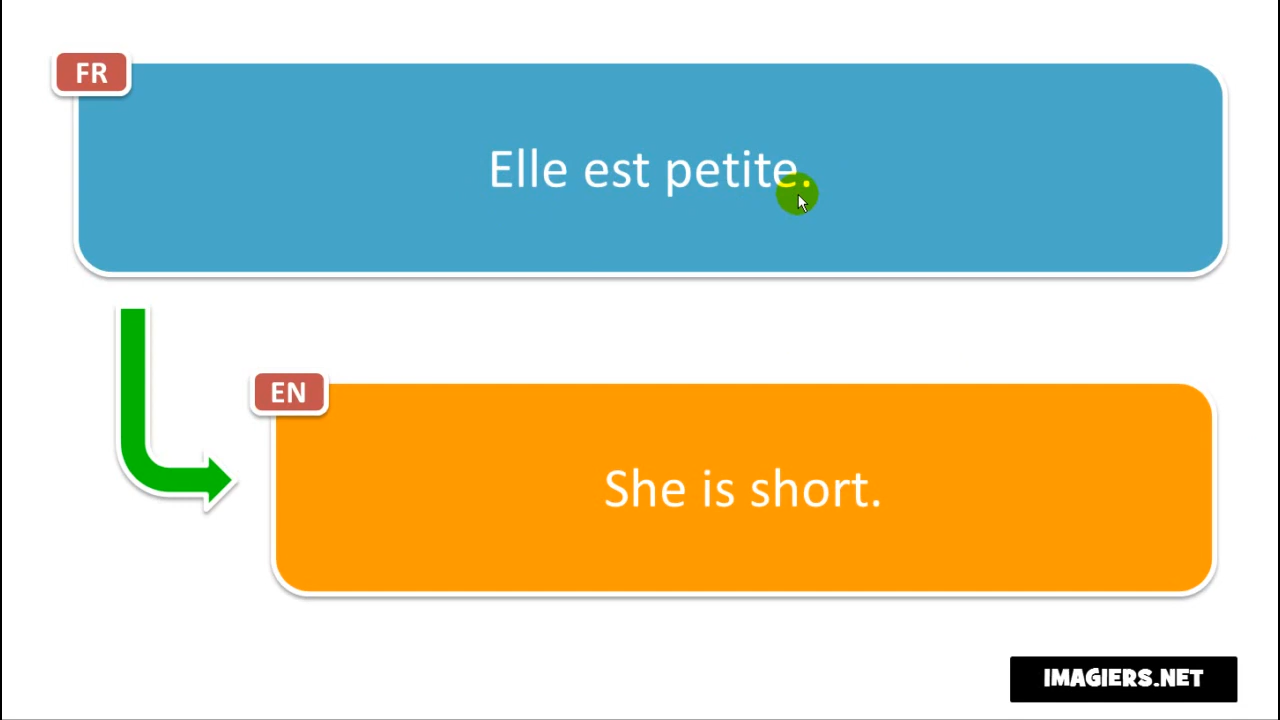 FR
Elle est petite.
EN
She is short.
IMAGIERS.NET